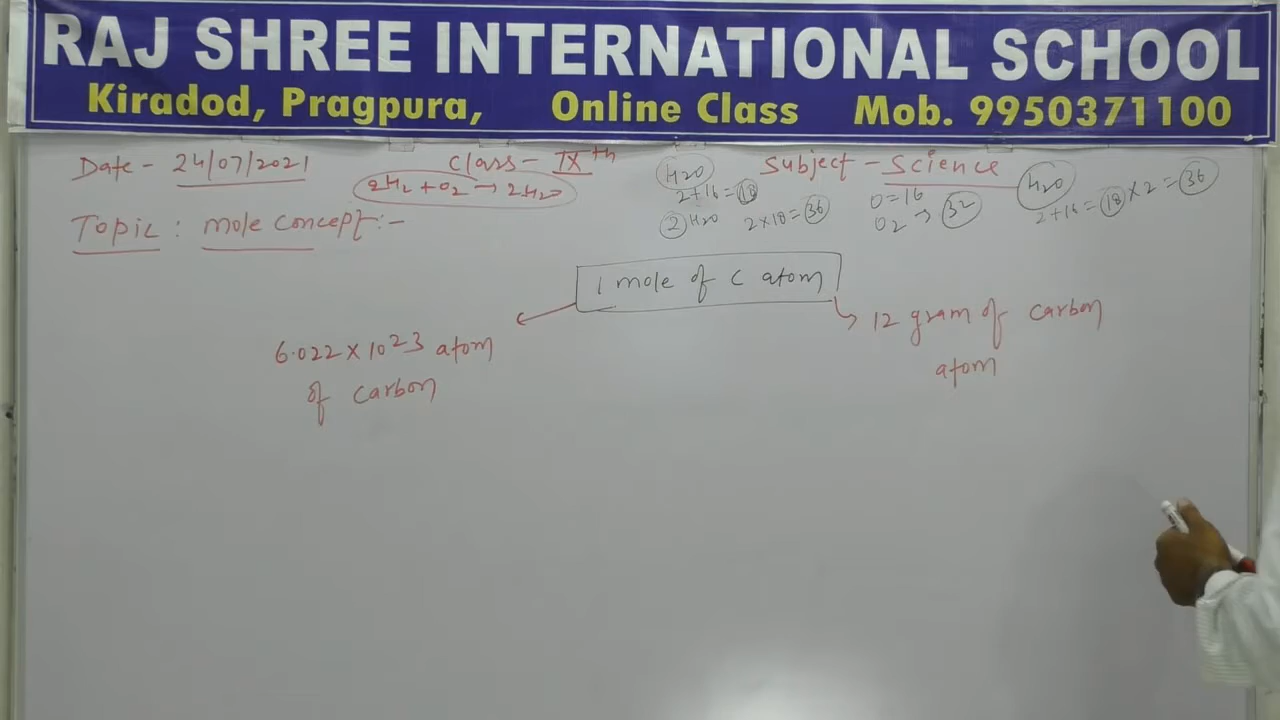 RAJ SHREE INTERNATIONAL SCHOOL
Kiradod, Pragpura, Online Class Mob. 9950371100
Date - 24/07/2021 Class - IXth Subject - Science
2H2 + O2 → 2H2O
H2O
2+16 = 18
2 H2O 2x18 = 36
O = 16
O2 → 32
H2O
2+16 = 18 x 2 = 36
Topic : mole concept :-
1 mole of C atom
6.022 x 10 23 atom
of carbon
12 gram of carbon
atom